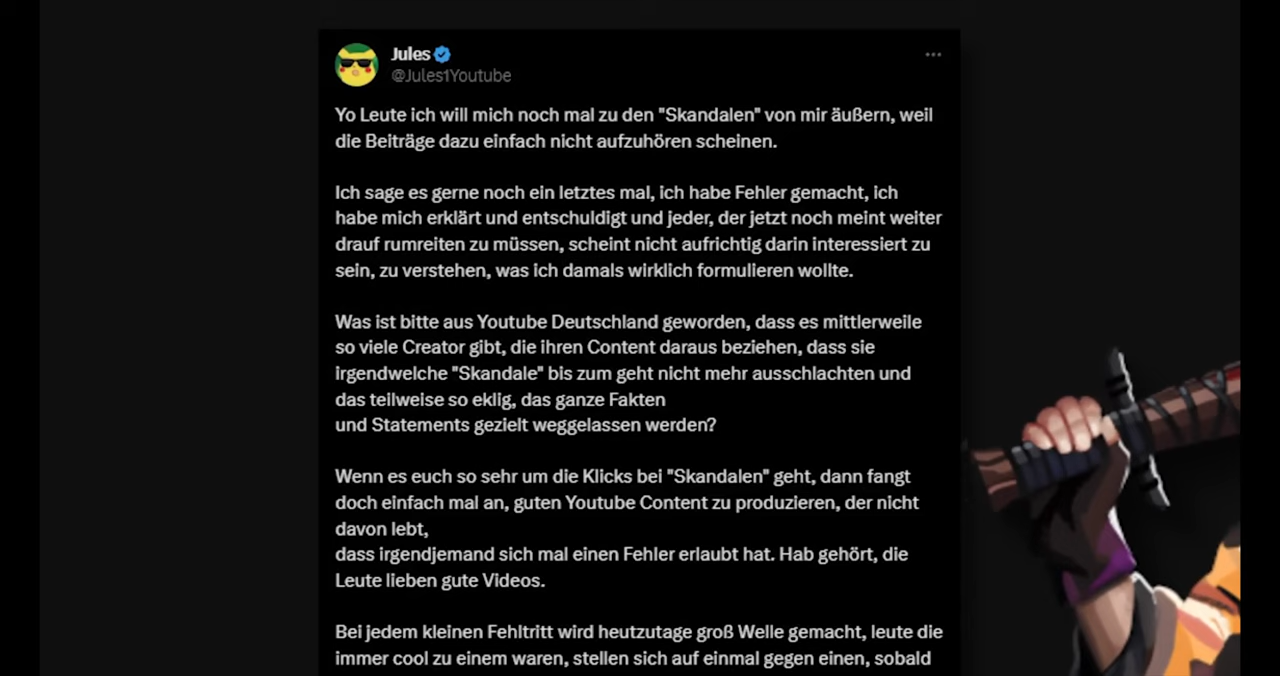 Jules
@Jules1Youtube
Yo Leute ich will mich noch mal zu den "Skandalen" von mir äußern, weil
die Beiträge dazu einfach nicht aufzuhören scheinen.
Ich sage es gerne noch ein letztes mal, ich habe Fehler gemacht, ich
habe mich erklärt und entschuldigt und jeder, der jetzt noch meint weiter
drauf rumreiten zu müssen, scheint nicht aufrichtig darin interessiert zu
sein, zu verstehen, was ich damals wirklich formulieren wollte.
Was ist bitte aus Youtube Deutschland geworden, dass es mittlerweile
so viele Creator gibt, die ihren Content daraus beziehen, dass sie
irgendwelche "Skandale" bis zum geht nicht mehr ausschlachten und
das teilweise so eklig, das ganze Fakten
und Statements gezielt weggelassen werden?
Wenn es euch so sehr um die Klicks bei "Skandalen" geht, dann fangt
doch einfach mal an, guten Youtube Content zu produzieren, der nicht
davon lebt,
dass irgendjemand sich mal einen Fehler erlaubt hat. Hab gehört, die
Leute lieben gute Videos.
Bei jedem kleinen Fehltritt wird heutzutage groß Welle gemacht, leute die
immer cool zu einem waren, stellen sich auf einmal gegen einen, sobald